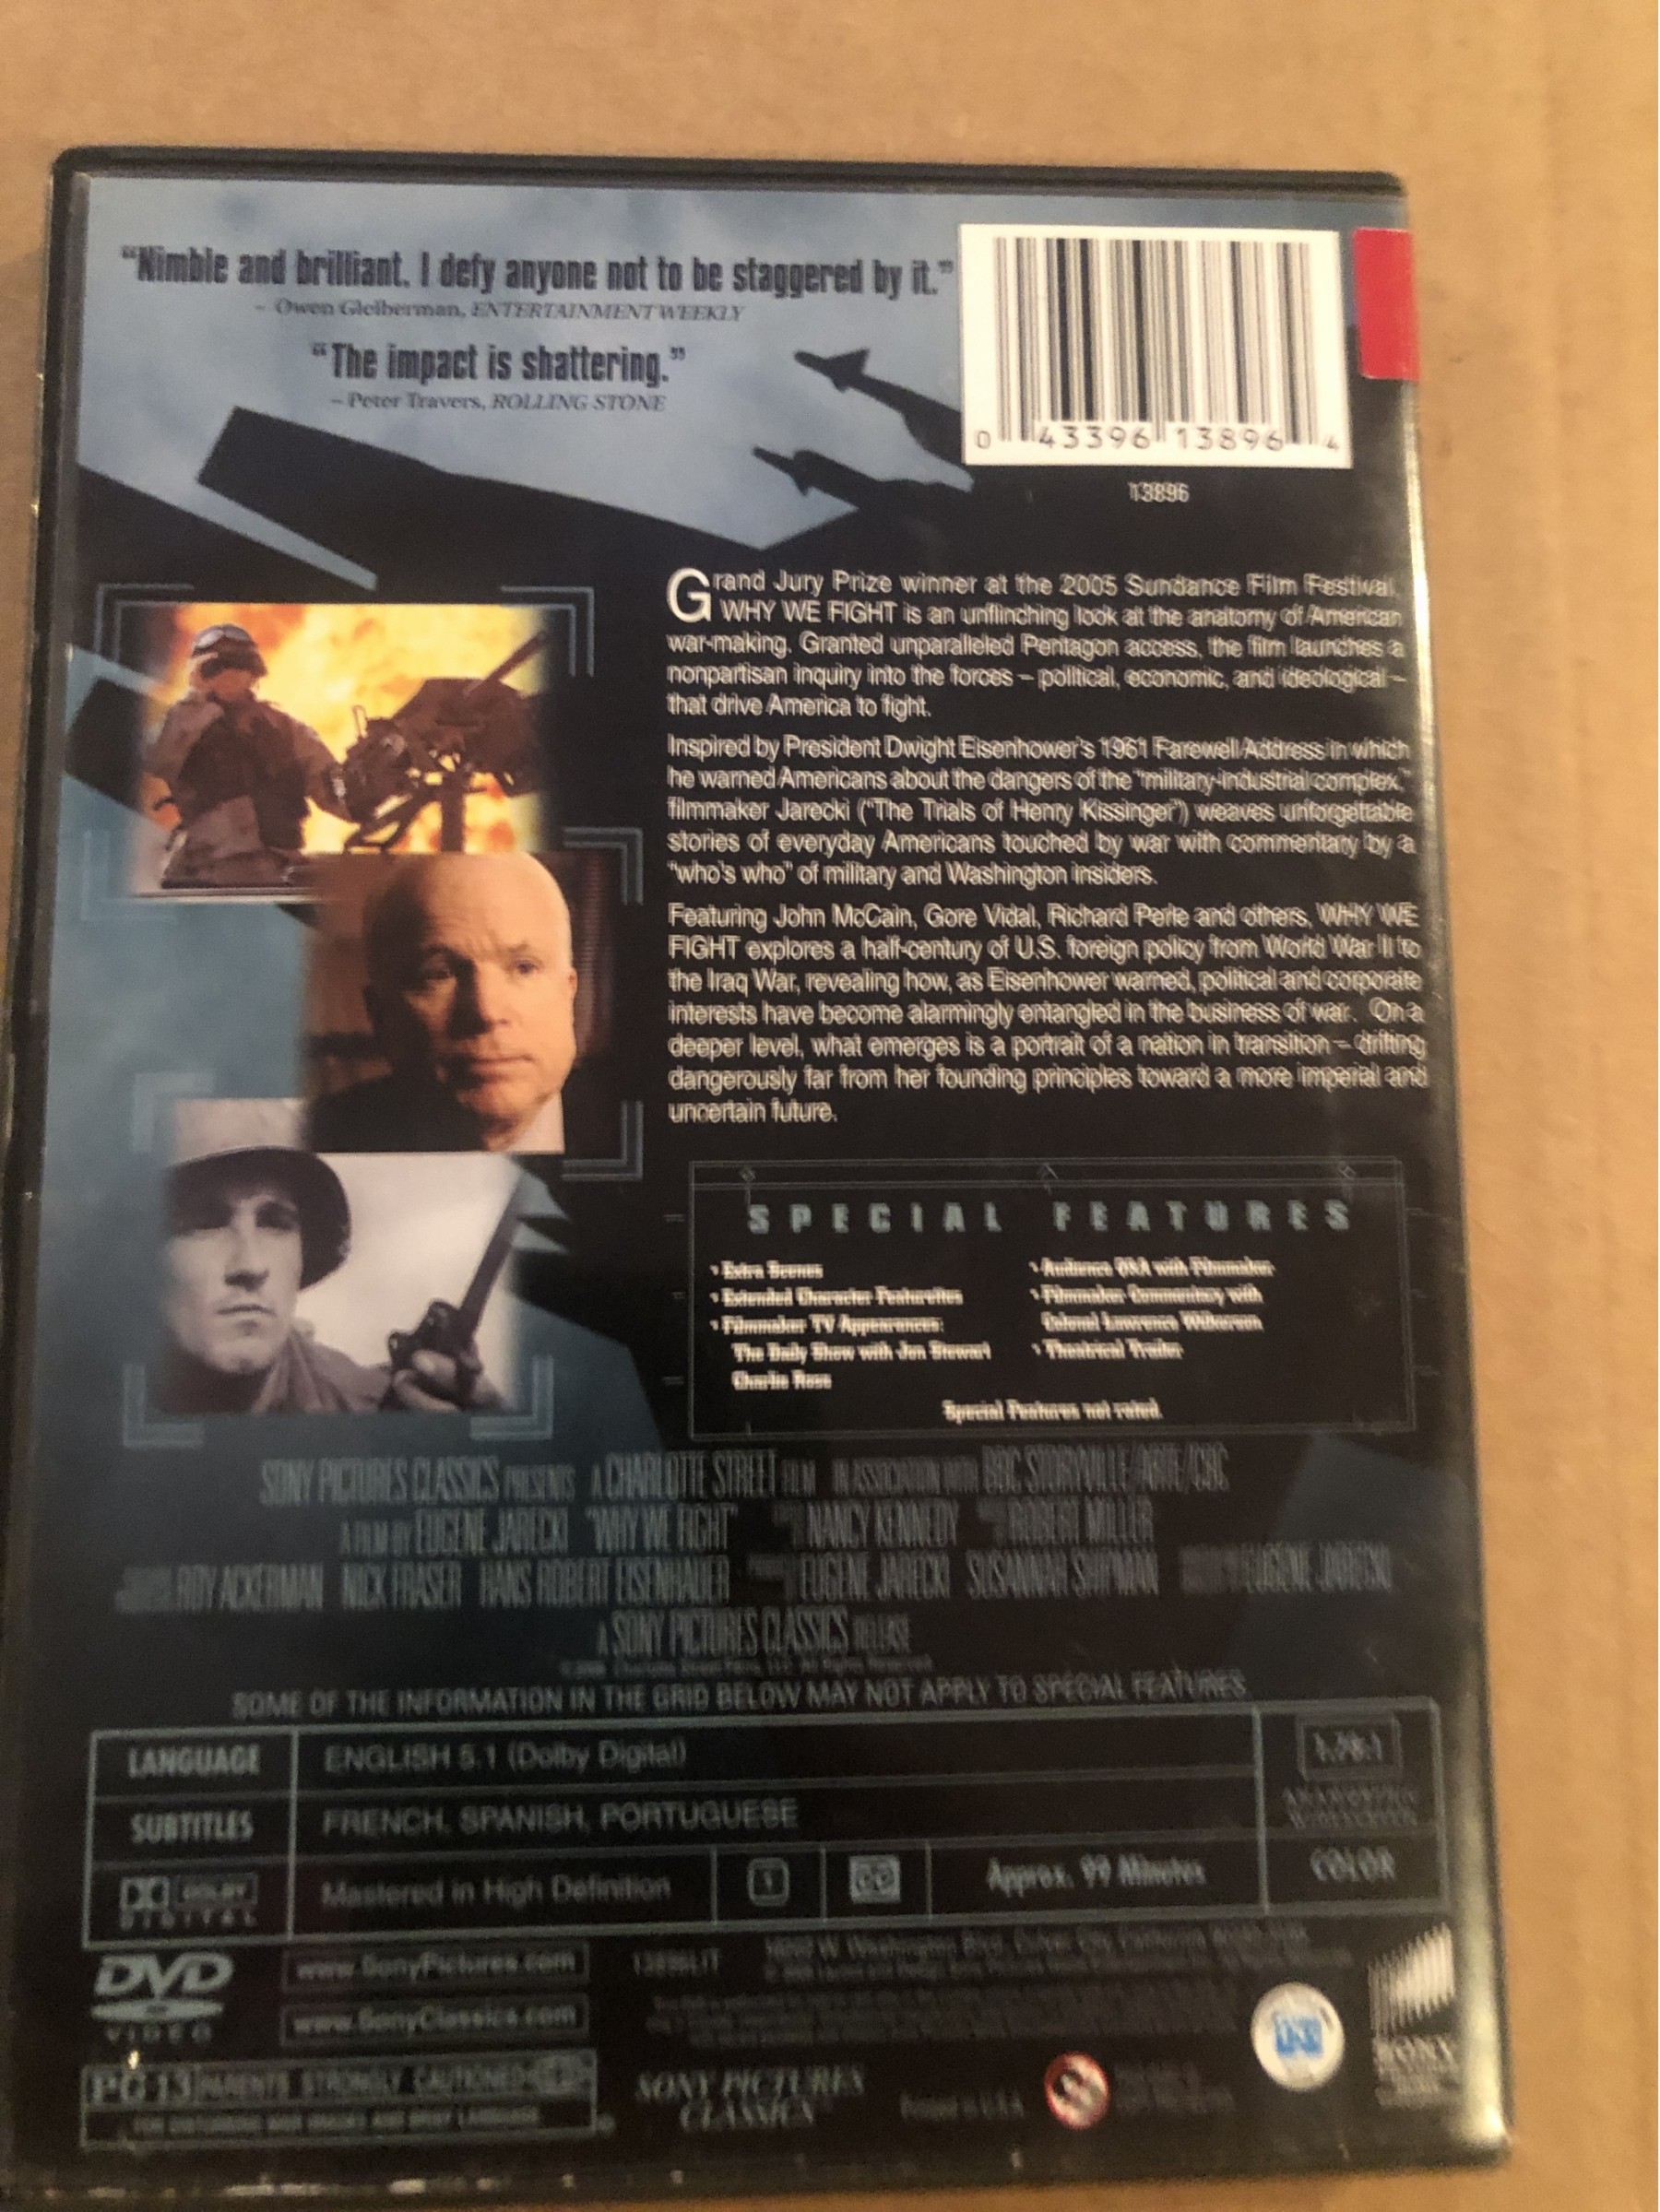 “Nimble and brilliant. I defy anyone not to be staggered by it.”
– Owen Gleiberman, ENTERTAINMENT WEEKLY
“The impact is shattering.”
– Peter Travers, ROLLING STONE
0 43396 13896 4
13896
Grand Jury Prize winner at the 2005 Sundance Film Festival,
WHY WE FIGHT is an unflinching look at the anatomy of American
war-making. Granted unparalleled Pentagon access, the film launches a
nonpartisan inquiry into the forces – political, economic, and ideological –
that drive America to fight.
Inspired by President Dwight Eisenhower's 1961 Farewell Address in which
he warned Americans about the dangers of the “military-industrial complex,”
filmmaker Jarecki (“The Trials of Henry Kissinger”) weaves unforgettable
stories of everyday Americans touched by war with commentary by a
“who's who” of military and Washington insiders.
Featuring John McCain, Gore Vidal, Richard Perle and others, WHY WE
FIGHT explores a half-century of U.S. foreign policy from World War II to
the Iraq War, revealing how, as Eisenhower warned, political and corporate
interests have become alarmingly entangled in the business of war. On a
deeper level, what emerges is a portrait of a nation in transition – drifting
dangerously far from her founding principles toward a more imperial and
uncertain future.
SPECIAL FEATURES
• Extra Scenes
• Extended Character Featurettes
• Filmmaker TV Appearances:
The Daily Show with Jon Stewart
Charlie Rose
• Audience Q&A with Filmmaker
• Filmmaker Commentary with
Colonel Lawrence Wilkerson
• Theatrical Trailer
Special Features not rated.
SONY PICTURES CLASSICS PRESENTS A CHARLOTTE STREET FILM IN ASSOCIATION WITH BBC STORYVILLE/ARTE/CBC
A FILM BY EUGENE JARECKI “WHY WE FIGHT” NANCY KENNEDY ROBERT MILLER
ROY ACKERMAN NICK FRASER HANS ROBERT EISENHAUER EUGENE JARECKI SUSANNAH SHIPMAN EUGENE JARECKI
A SONY PICTURES CLASSICS RELEASE
SOME OF THE INFORMATION IN THE GRID BELOW MAY NOT APPLY TO SPECIAL FEATURES.
LANGUAGE ENGLISH 5.1 (Dolby Digital)
1.78:1
SUBTITLES FRENCH, SPANISH, PORTUGUESE
ANAMORPHIC
WIDESCREEN
DOLBY
DIGITAL
Mastered in High Definition 1 Approx. 99 Minutes COLOR
DVD
VIDEO
www.SonyPictures.com
www.SonyClassics.com
PG-13 PARENTS STRONGLY CAUTIONED
SONY PICTURES
CLASSICS
Printed in U.S.A.
SONY